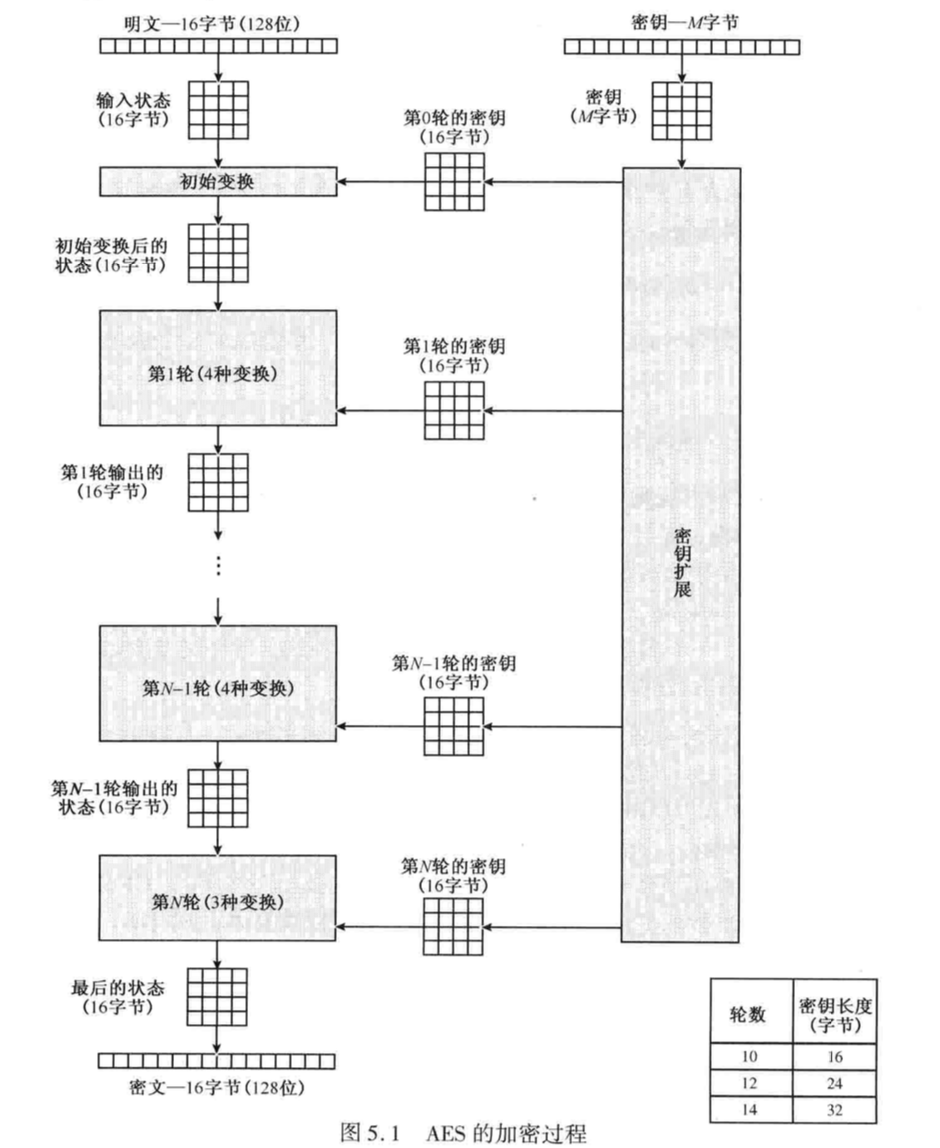 明文—16字节(128位)
密钥—M字节
输入状态
(16字节)
密钥
(M字节)
第0轮的密钥
(16字节)
初始变换
初始变换后的
状态(16字节)
第1轮(4种变换)
第1轮的密钥
(16字节)
第1轮输出的
(16字节)
⋮
密钥扩展
第N–1轮(4种变换)
第N–1轮的密钥
(16字节)
第N–1轮输出的
状态(16字节)
第N轮(3种变换)
第N轮的密钥
(16字节)
最后的状态
(16字节)
密文—16字节(128位)
轮数 密钥长度
(字节)
10 16
12 24
14 32
图5.1 AES的加密过程